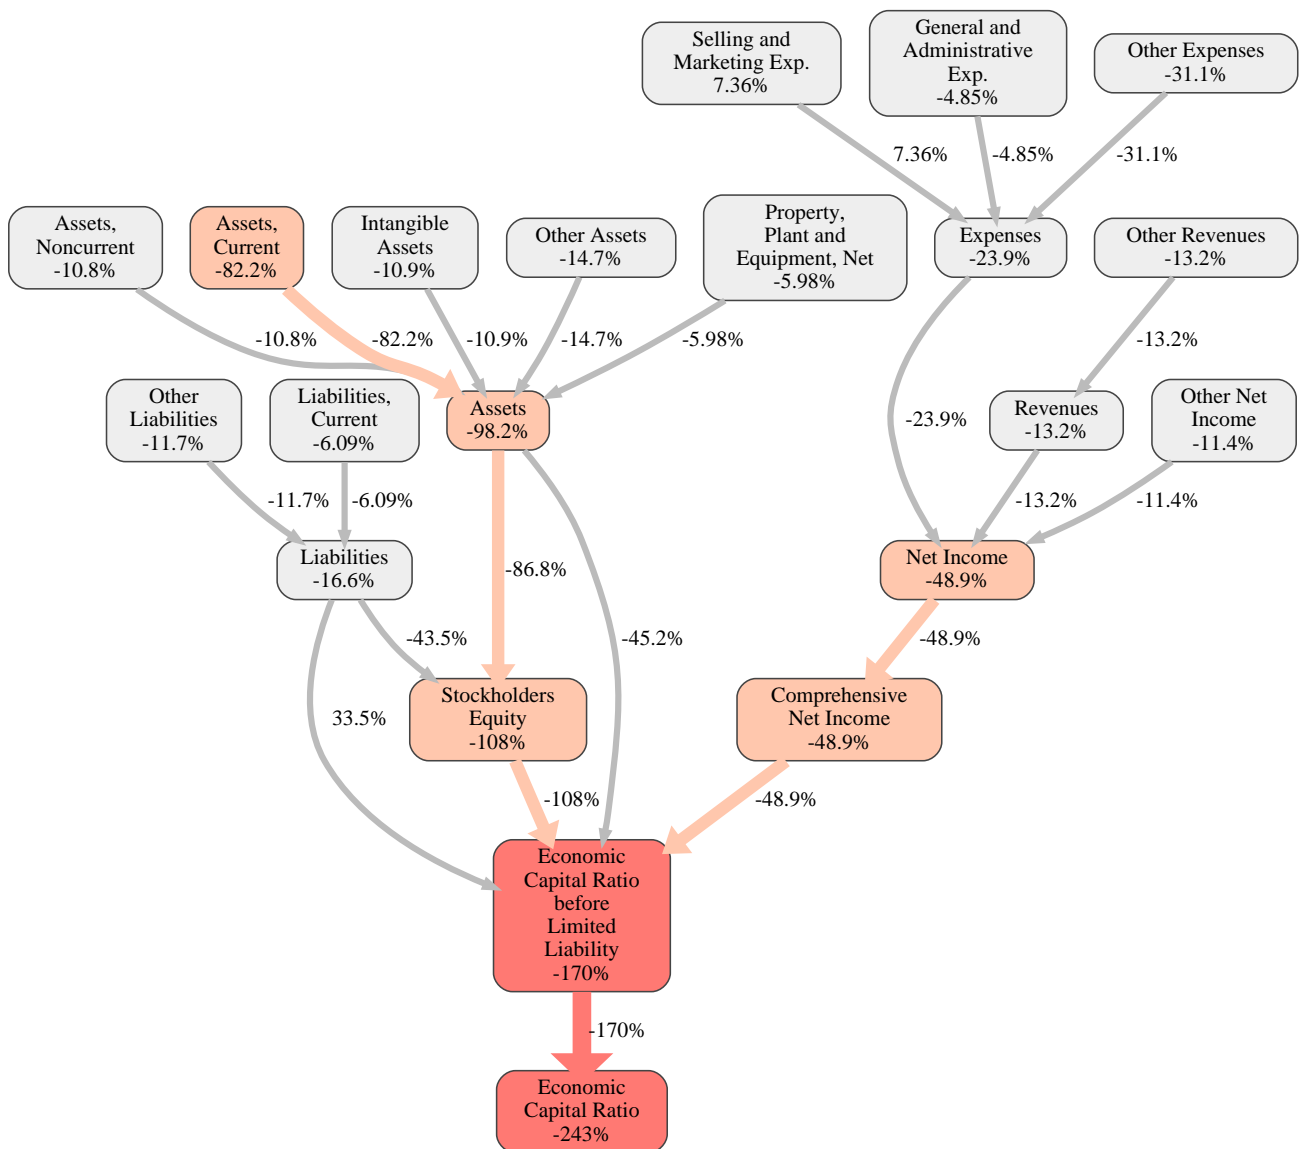 Selling and
Marketing Exp.
7.36%
General and
Administrative
Exp.
-4.85%
Other Expenses
-31.1%
7.36%
-4.85%
-31.1%
Assets,
Noncurrent
-10.8%
Assets,
Current
-82.2%
Intangible
Assets
-10.9%
Other Assets
-14.7%
Property,
Plant and
Equipment, Net
-5.98%
Expenses
-23.9%
Other Revenues
-13.2%
-10.8%
-82.2%
-10.9%
-14.7%
-5.98%
-13.2%
Other
Liabilities
-11.7%
Liabilities,
Current
-6.09%
Assets
-98.2%
-23.9%
Revenues
-13.2%
Other Net
Income
-11.4%
-11.7%
-6.09%
-13.2%
-11.4%
Liabilities
-16.6%
-86.8%
Net Income
-48.9%
-43.5%
-45.2%
-48.9%
33.5%
Stockholders
Equity
-108%
Comprehensive
Net Income
-48.9%
-108%
-48.9%
Economic
Capital Ratio
before
Limited
Liability
-170%
-170%
Economic
Capital Ratio
-243%